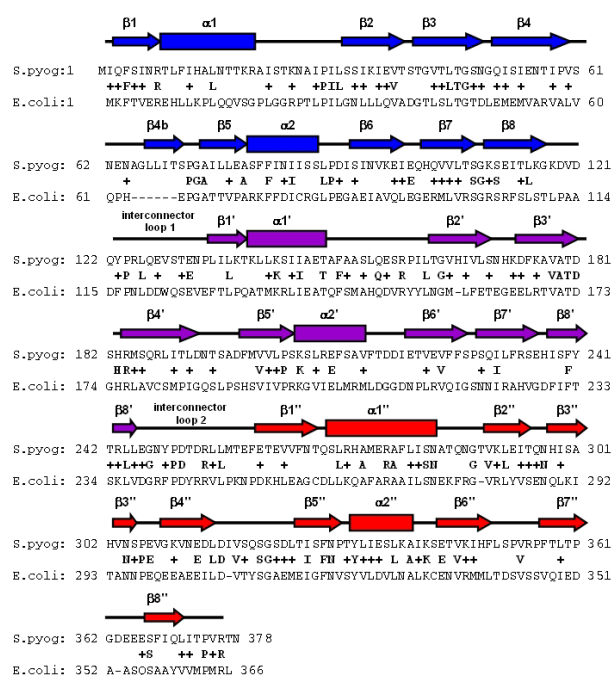 β1 α1 β2 β3 β4
S.pyog:1 MIQFSINRTLFIHALNTTKRAISTKNAIPILSSIKIEVTSTGVTLTGSNGQISIENTIPVS 61
++F++ R L + +PIL + ++V ++LTG+ + + +
E.coli:1 MKFTVEREHLLKPLQQVSGPLGGRPTLPILGNLLLQVADGTLSLTGTDLEMEMVARVALV 60
β4b β5 α2 β6 β7 β8
S.pyog: 62 NENAGLLITSPGAILLEASFFINIISSLPDISINVKEIEQHQVVLTSGKSEITLKGKDVD 121
+ PGA + A F +I LP + + +E ++++ SG+S +L
E.coli: 61 QPH------EPGATTVPARKFFDICRGLPEGAEIAVQLEGERMLVRSGRSRFSLSTLPAA 114
interconnector
loop 1
β1' α1' β2' β3'
S.pyog: 122 QYPRLQEVSTENPLILKTKLLKSIIAETAFAASLQESRPILTGVHIVLSNHKDFKAVATD 181
+P L+ +E L +K +I T F+ + Q+ R L G+ + ++ + VATD
E.coli: 115 DFPNLDDWQSEVEFTLPQATMKRLIEATQFSMAHQDVRYYLNGM-LFETEGEELRTVATD 173
β4' β5' α2' β6' β7' β8'
S.pyog: 182 SHRMSQRLITLDNTSADFMVVLPSKSLREFSAVFTDDIETVEVFFSPSQILFRSEHISFY 241
HR++ + + + ++P K + E + + V I F
E.coli: 174 GHRLAVCSMPIGQSLPSHSVIVPRKGVIELMRMLDGGDNPLRVQIGSNNIRAHVGDFIFT 233
β8' interconnector
loop 2
β1'' α1'' β2'' β3''
S.pyog: 242 TRLLEGNYPDTDRLLMTEFETEVVFNTQSLRHAMERAFLISNATQNGTVKLEITQNHISA 301
++L++G +PD R+L + + L+ A RA ++SN G V+L ++N +
E.coli: 234 SKLVDGRFPDYRRVLPKNPDKHLEAGCDLLKQAFARAAILSNEKFRG-VRLYVSENQLKI 292
β3'' β4'' β5'' α2'' β6'' β7''
S.pyog: 302 HVNSPEVGKVNEDLDIVSQSGSDLTISFNPTYLIESLKAIKSETVKIHFLSPVRPFTLTP 361
N+PE + E LD V+ SG+++ I FN +Y+++ L A+K E V++ V +
E.coli: 293 TANNPEQEEAEEILD-VTYSGAEMEIGFNVSYVLDVLNALKCENVRMMLTDSVSSVQIED 351
β8''
S.pyog: 362 GDEEESFIQLITPVRTN 378
+S ++ P+R
E.coli: 352 A-ASQSAAYVVMPMRL 366